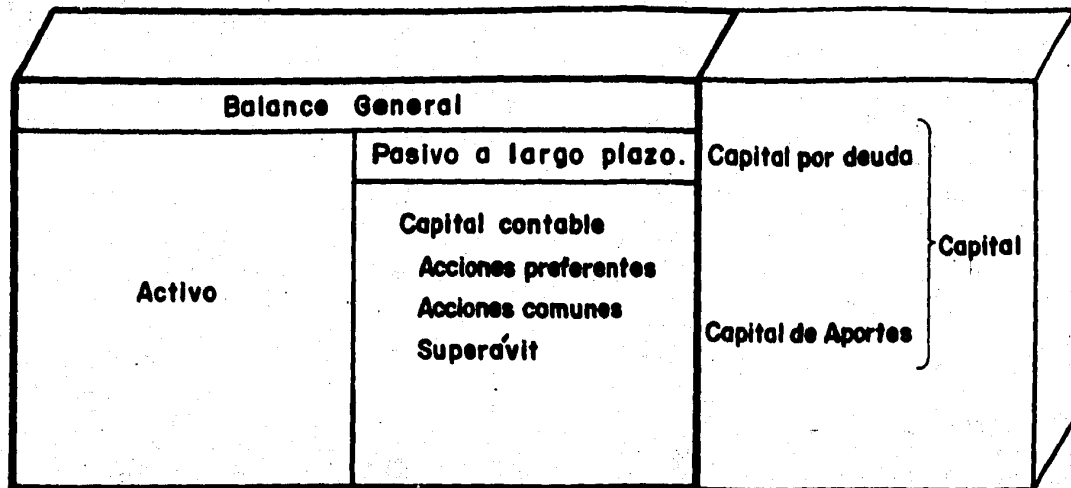 Balance General
Pasivo a largo plazo.
Capital contable
Acciones preferentes
Acciones comunes
Superávit
Activo
Capital por deuda
Capital de Aportes
Capital